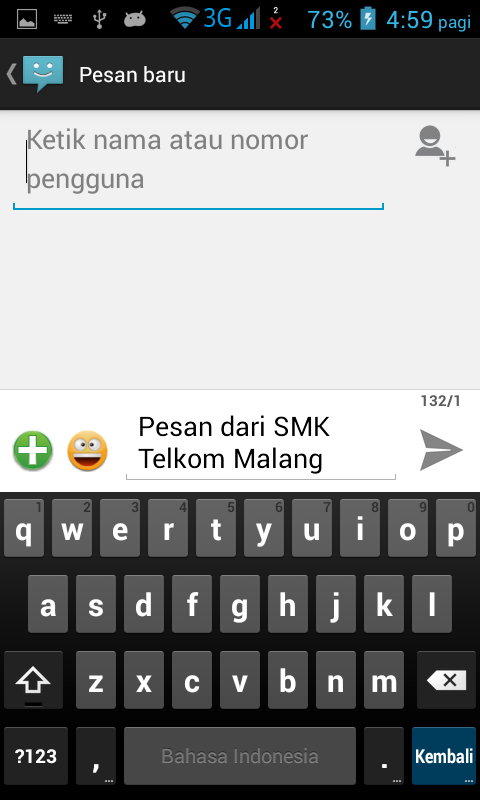 3G 2 73% 4:59 pagi
Pesan baru
Ketik nama atau nomor
pengguna
132/1
Pesan dari SMK
Telkom Malang
1 2 3 4 5 6 7 8 9 0
q w e r t y u i o p
a s d f g h j k l
z x c v b n m
?123 , ... Bahasa Indonesia . ... Kembali ...